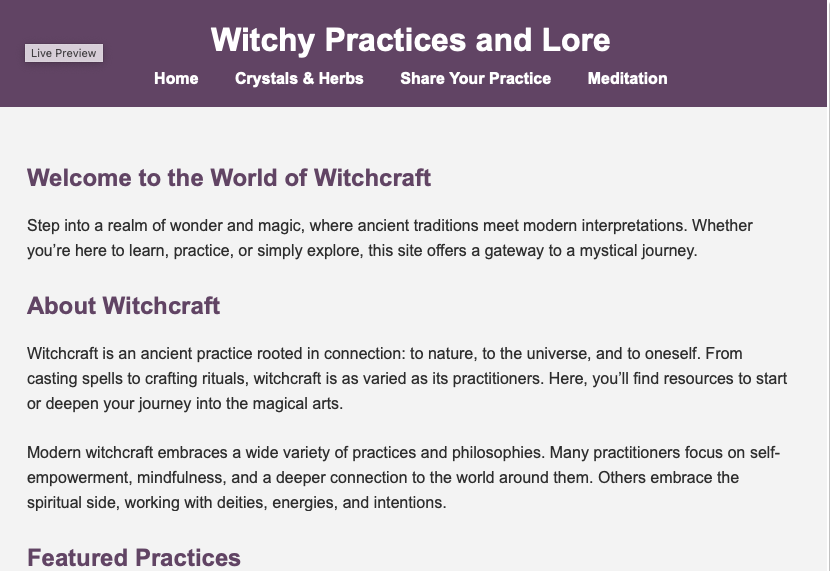 Witchy Practices and Lore
Live Preview
Home Crystals & Herbs Share Your Practice Meditation
Welcome to the World of Witchcraft
Step into a realm of wonder and magic, where ancient traditions meet modern interpretations. Whether
you’re here to learn, practice, or simply explore, this site offers a gateway to a mystical journey.
About Witchcraft
Witchcraft is an ancient practice rooted in connection: to nature, to the universe, and to oneself. From
casting spells to crafting rituals, witchcraft is as varied as its practitioners. Here, you’ll find resources to start
or deepen your journey into the magical arts.
Modern witchcraft embraces a wide variety of practices and philosophies. Many practitioners focus on self-
empowerment, mindfulness, and a deeper connection to the world around them. Others embrace the
spiritual side, working with deities, energies, and intentions.
Featured Practices